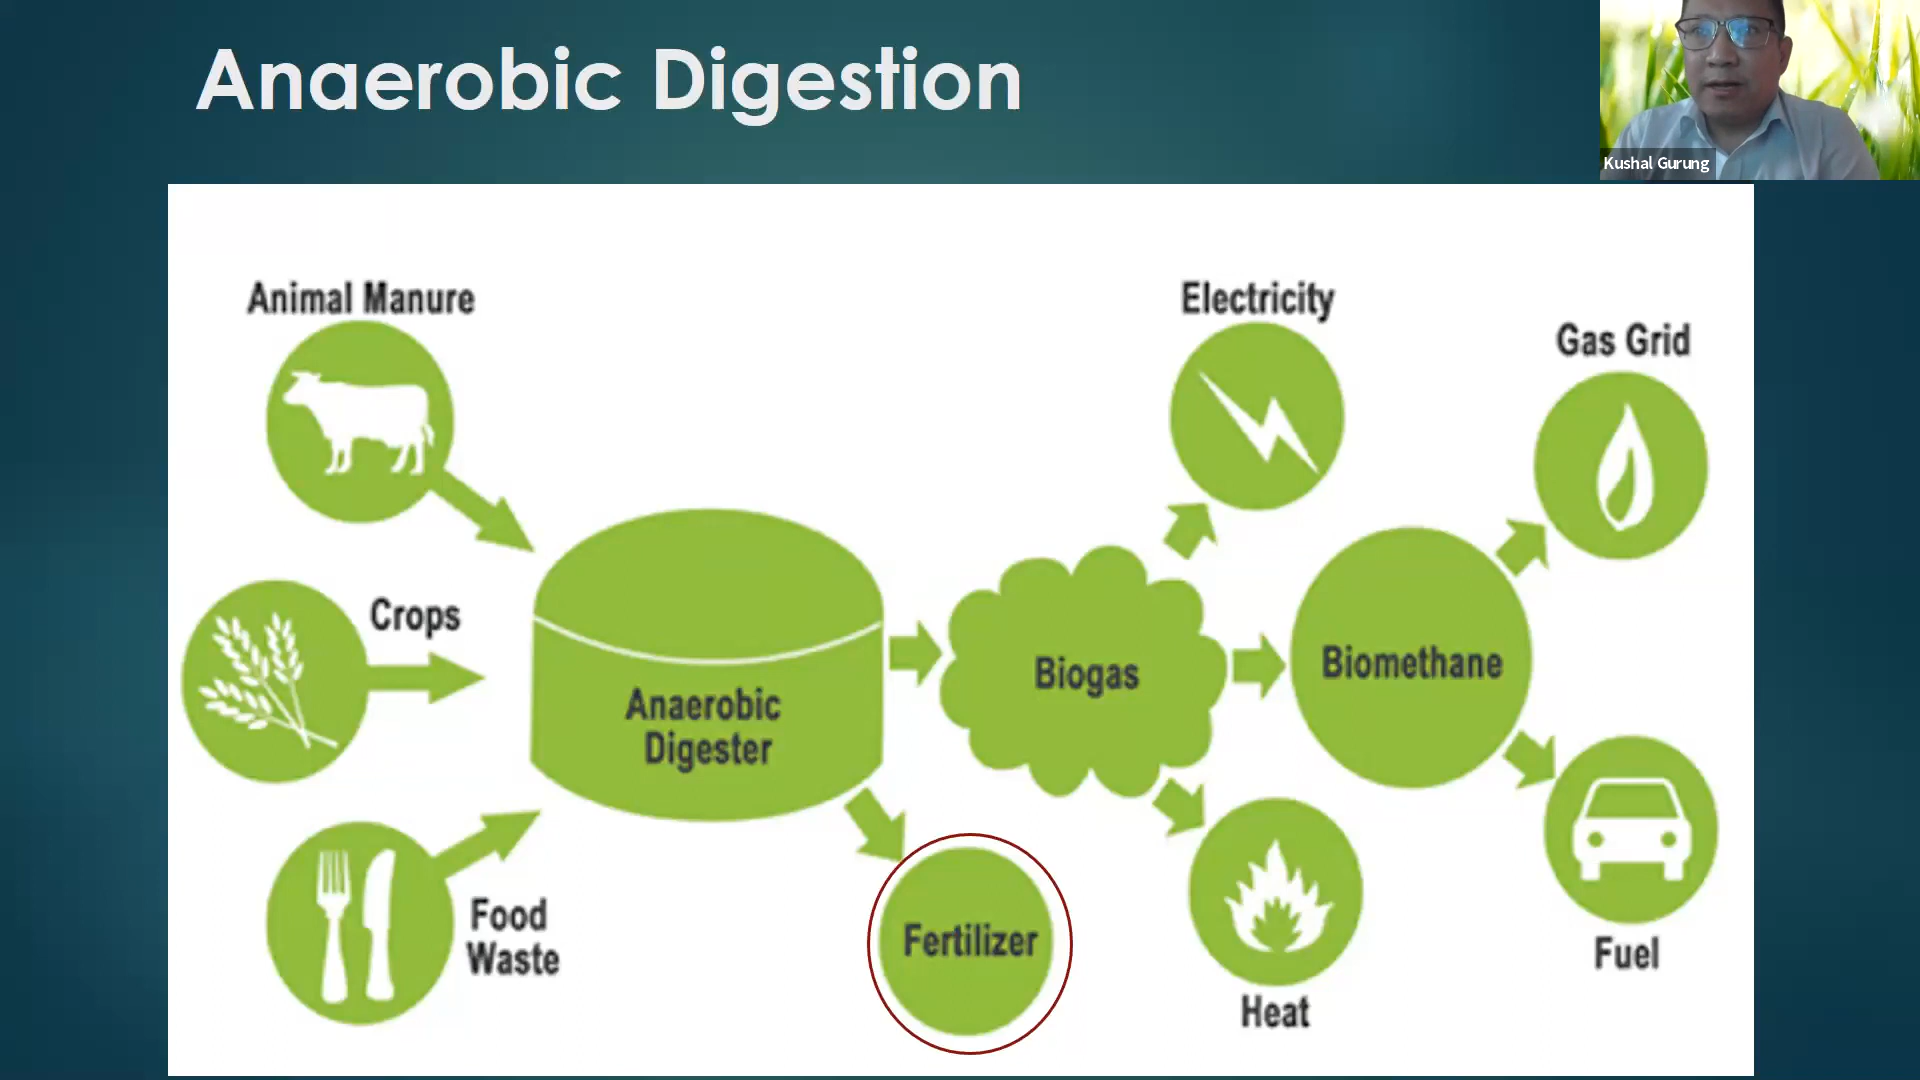 Anaerobic Digestion
Kushal Gurung
Animal Manure
Electricity
Gas Grid
Crops
Anaerobic
Digester
Biogas
Biomethane
Food
Waste
Fertilizer
Heat
Fuel